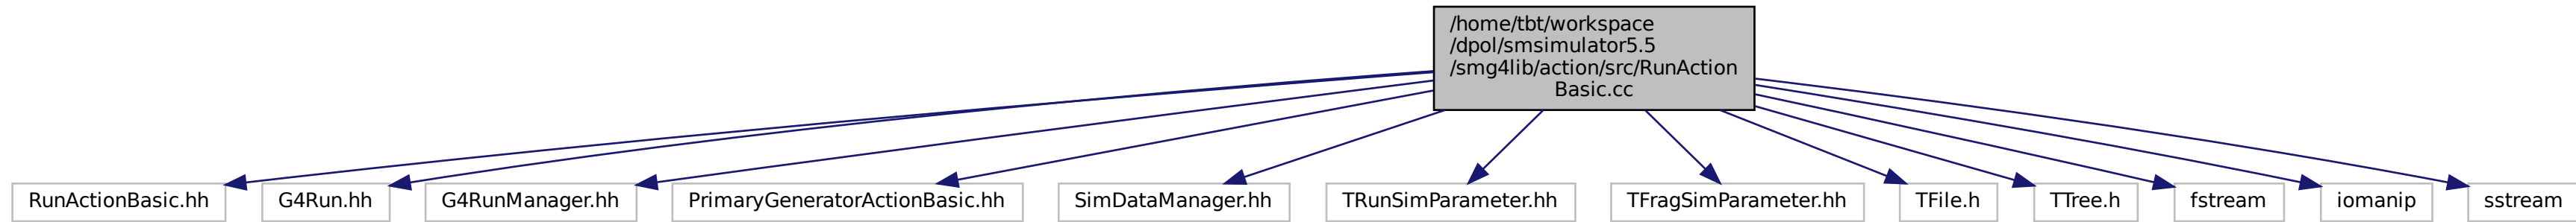 /home/tbt/workspace
/dpol/smsimulator5.5
/smg4lib/action/src/RunAction
Basic.cc
RunActionBasic.hh
G4Run.hh
G4RunManager.hh
PrimaryGeneratorActionBasic.hh
SimDataManager.hh
TRunSimParameter.hh
TFragSimParameter.hh
TFile.h
TTree.h
fstream
iomanip
sstream